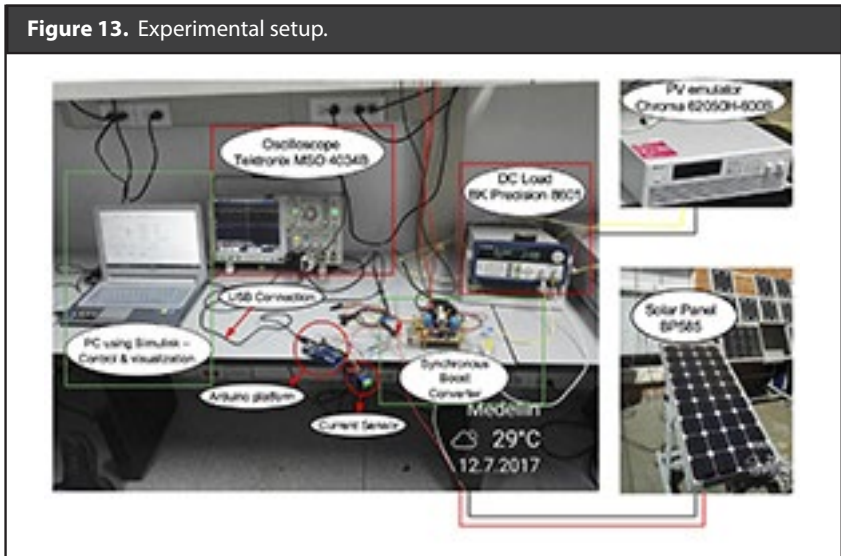 Figure 13. Experimental setup.
PV emulator
Chroma 62050H-600S
Oscilloscope
Tektronix MSO 4034B
DC Load
BK Precision 8601
USB Connection
Solar Panel
BP585
PC using Simulink –
Control & visualization
Synchronous
Boost
Converter
Arduino platform
Current Sensor
Medellín
29°C
12.7.2017